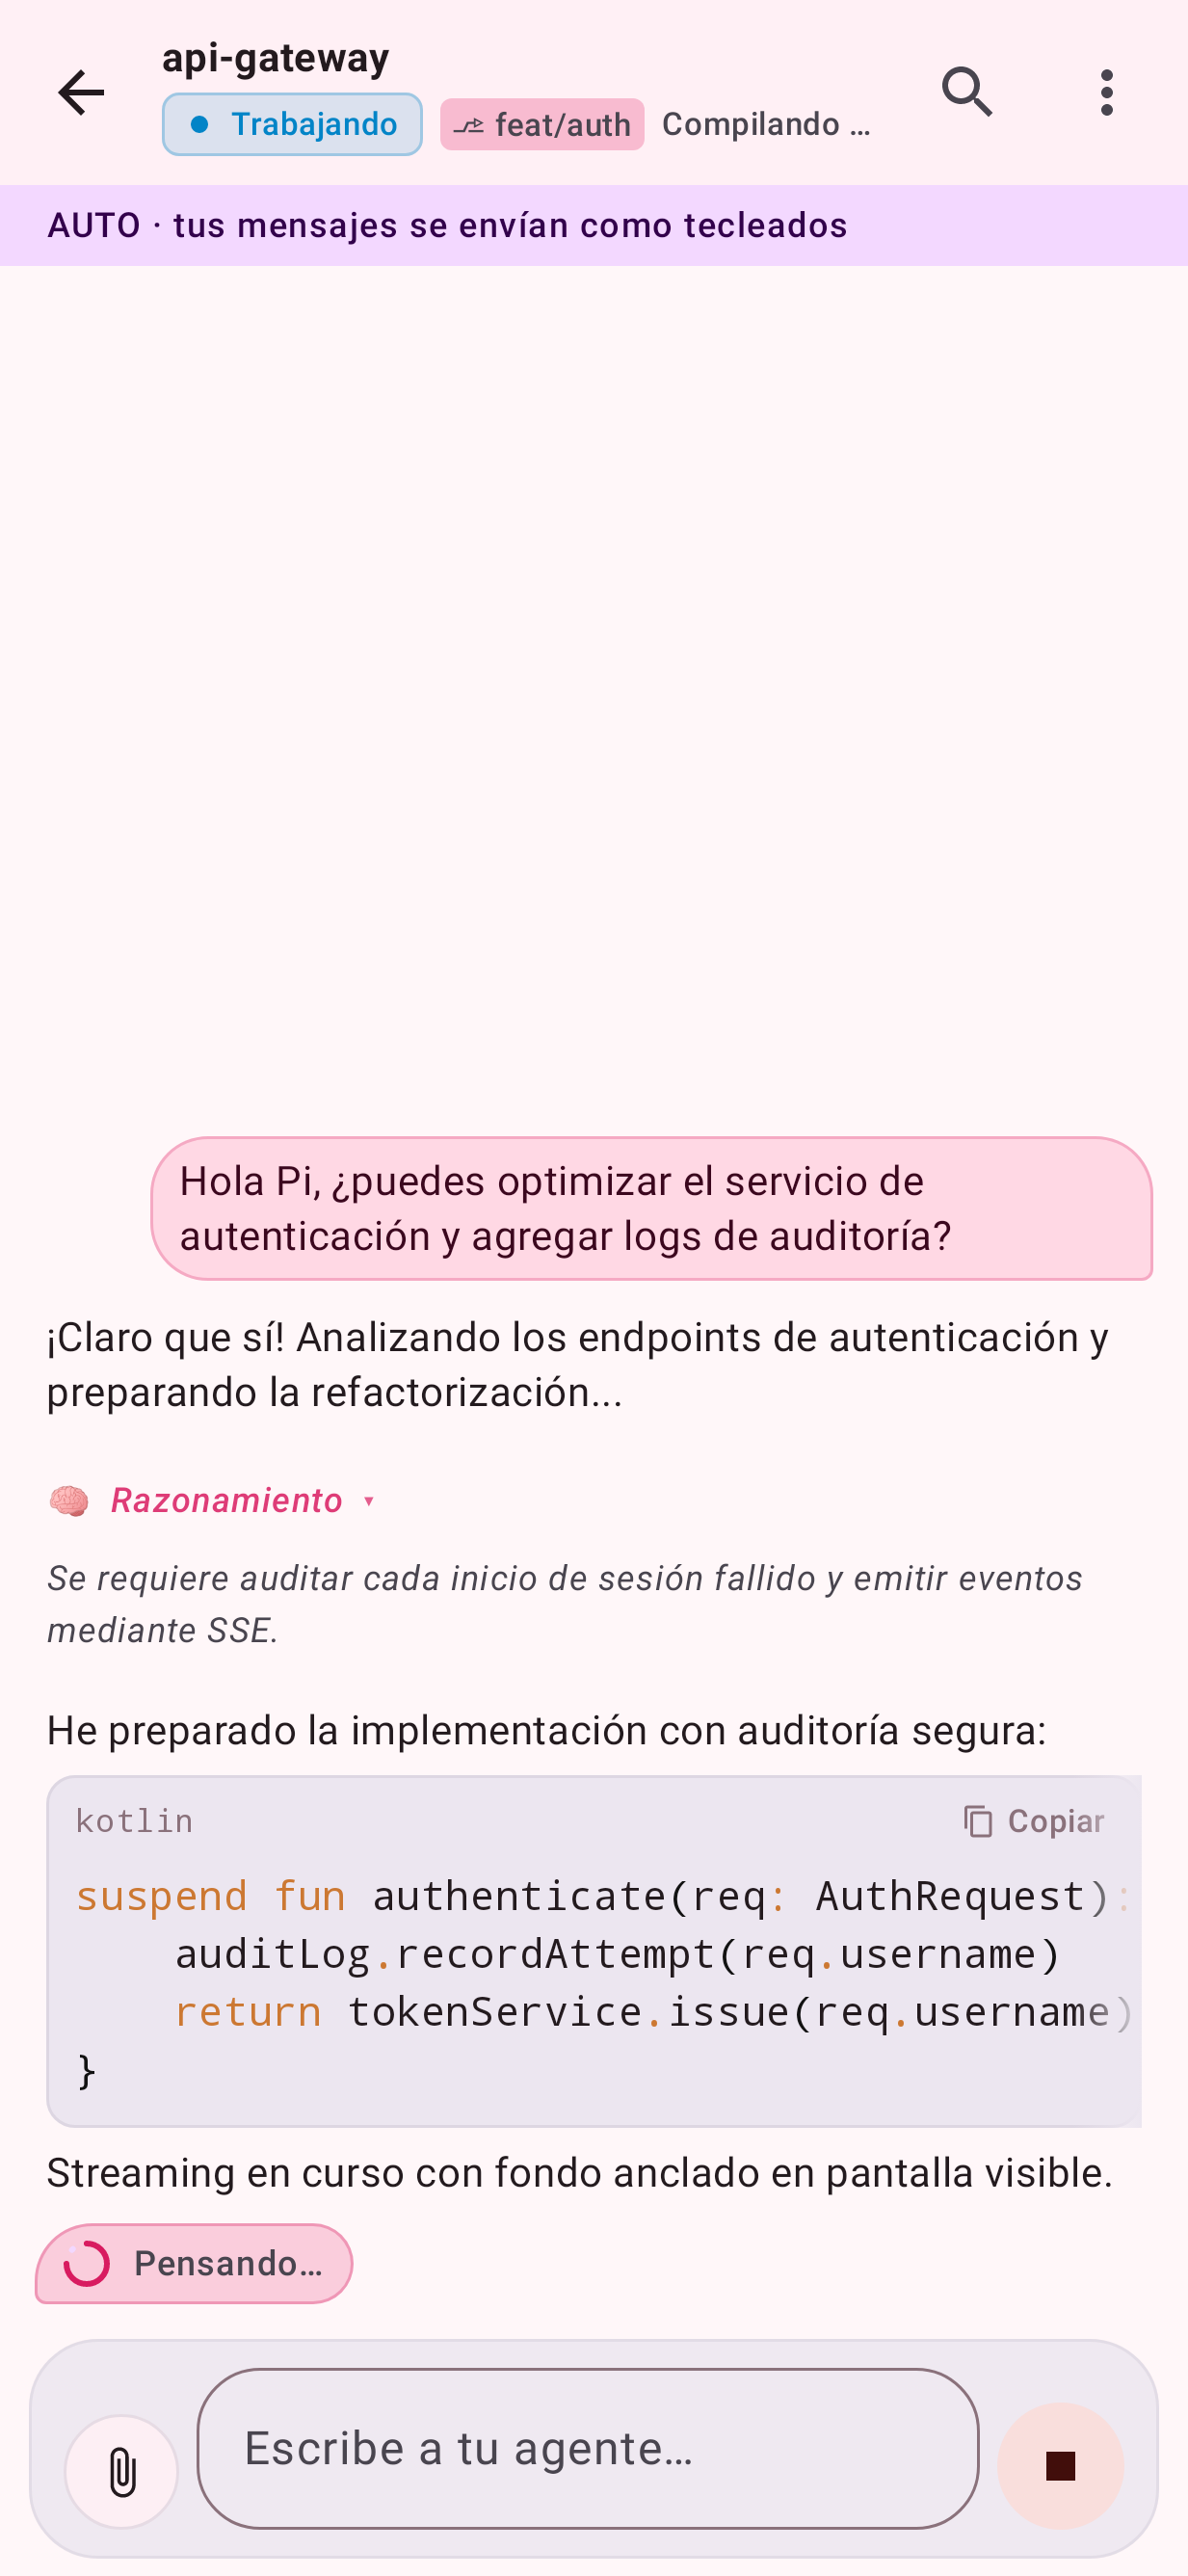 api-gateway
Trabajando
feat/auth
Compilando …
AUTO · tus mensajes se envían como tecleados
Hola Pi, ¿puedes optimizar el servicio de
autenticación y agregar logs de auditoría?
¡Claro que sí! Analizando los endpoints de autenticación y
preparando la refactorización...
Razonamiento
Se requiere auditar cada inicio de sesión fallido y emitir eventos
mediante SSE.
He preparado la implementación con auditoría segura:
kotlin
Copiar
suspend fun authenticate(req: AuthRequest):
    auditLog.recordAttempt(req.username)
    return tokenService.issue(req.username)
}
Streaming en curso con fondo anclado en pantalla visible.
Pensando…
Escribe a tu agente…